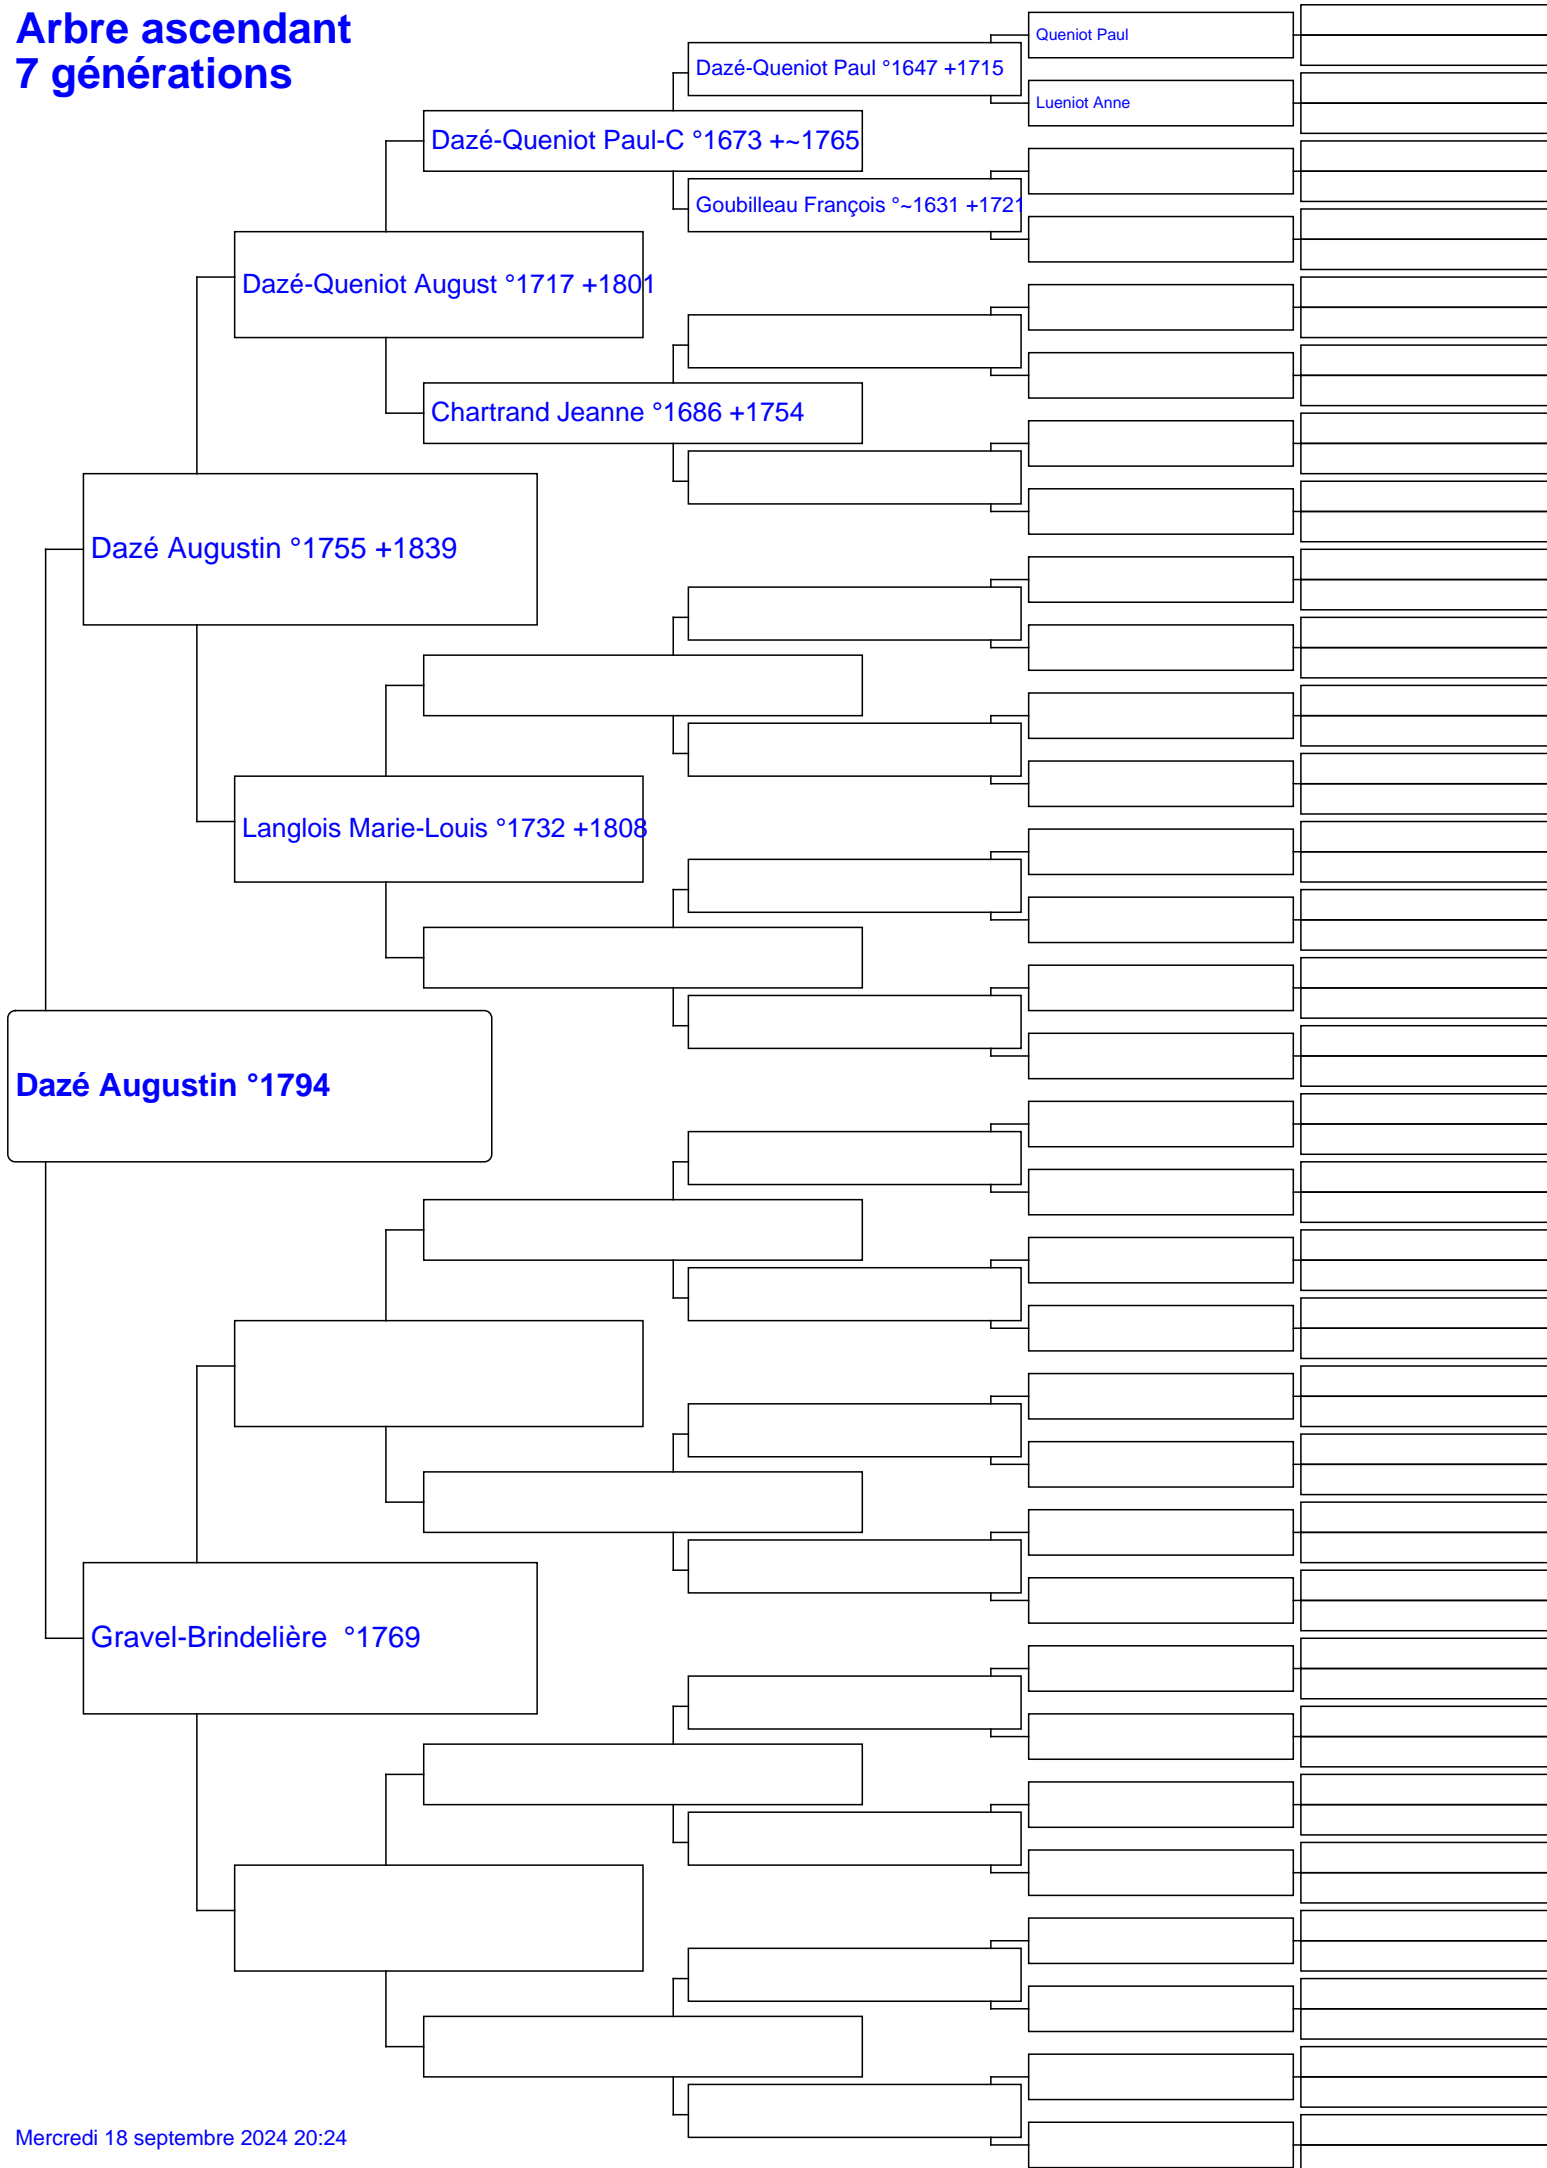 Arbre ascendant
7 générations
Queniot Paul
Dazé-Queniot Paul °1647 +1715
Lueniot Anne
Dazé-Queniot Paul-C °1673 +~1765
Goubilleau François °~1631 +1721
Dazé-Queniot August °1717 +1801
Chartrand Jeanne °1686 +1754
Dazé Augustin °1755 +1839
Langlois Marie-Louis °1732 +1808
Dazé Augustin °1794
Gravel-Brindelière °1769
Mercredi 18 septembre 2024 20:24